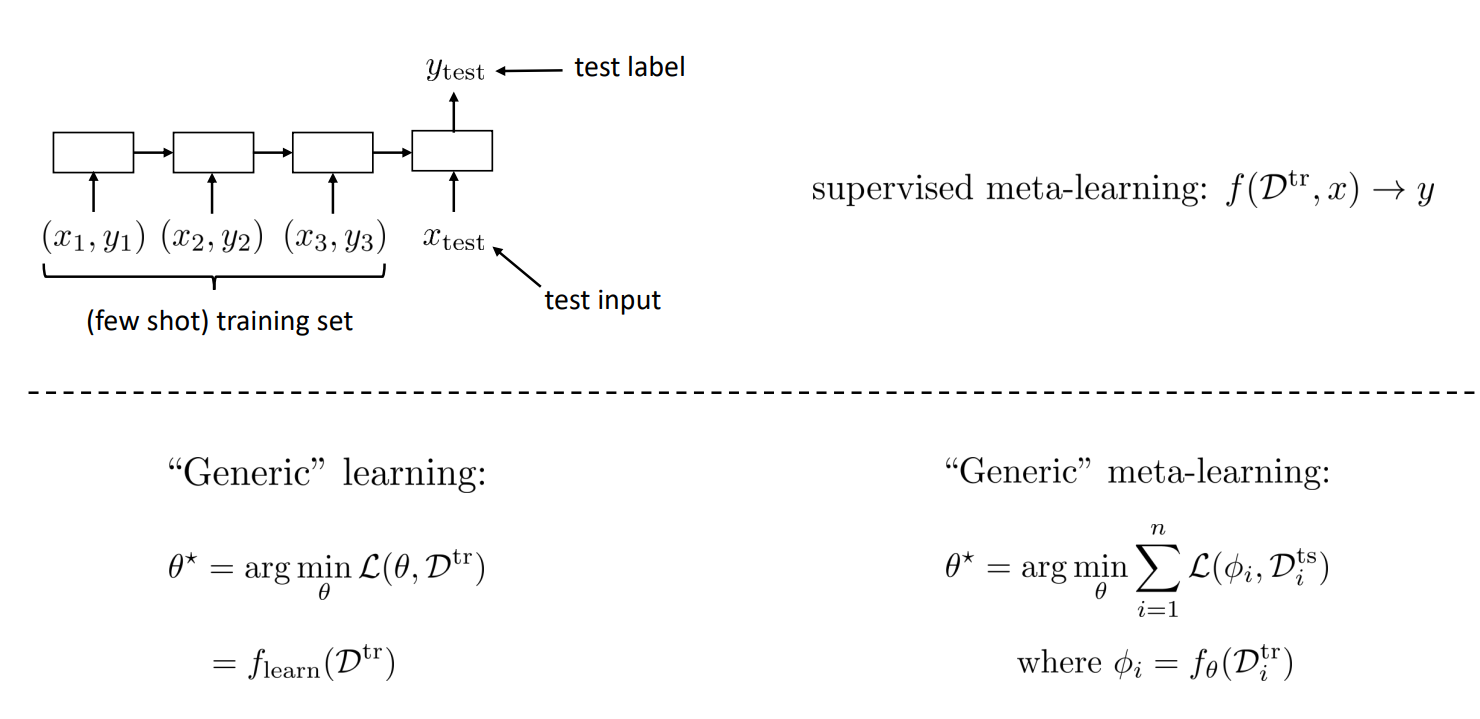 y_test ← test label
(x_1, y_1) (x_2, y_2) (x_3, y_3) x_test
test input
(few shot) training set
supervised meta-learning: f(𝒟^tr, x) → y
“Generic” learning:
θ^⋆ = arg min_θ ℒ(θ, 𝒟^tr)
= f_learn(𝒟^tr)
“Generic” meta-learning:
θ^⋆ = arg min_θ ∑_{i=1}^n ℒ(ϕ_i, 𝒟_i^ts)
where ϕ_i = f_θ(𝒟_i^tr)